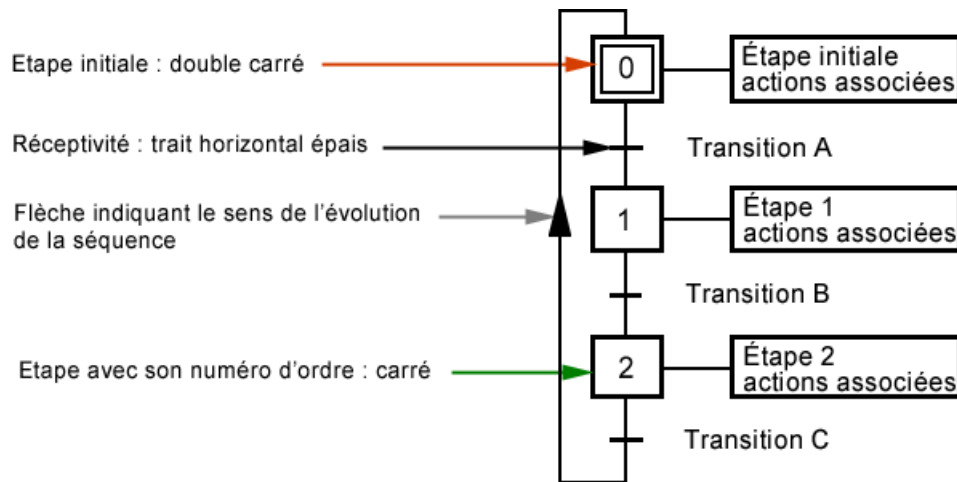 Etape initiale : double carré
0
Étape initiale
actions associées
Réceptivité : trait horizontal épais
Transition A
Flèche indiquant le sens de l'évolution
de la séquence
1
Étape 1
actions associées
Transition B
Etape avec son numéro d'ordre : carré
2
Étape 2
actions associées
Transition C